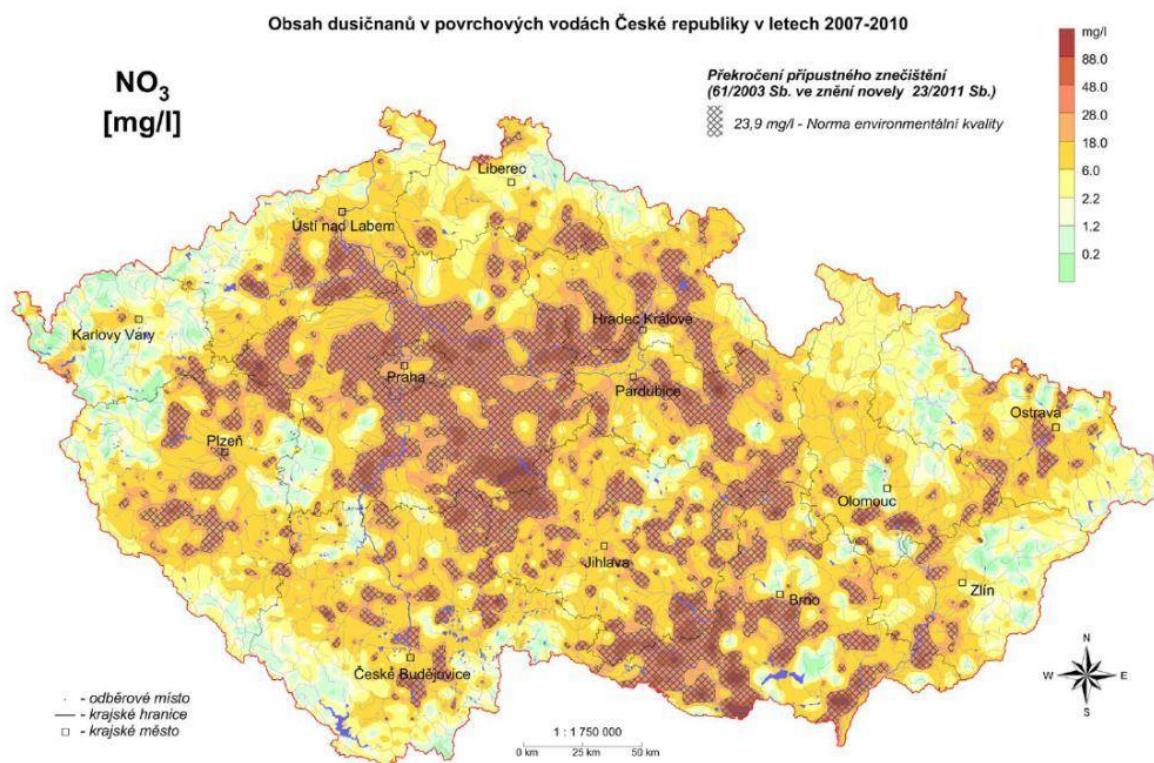 Obsah dusičnanů v povrchových vodách České republiky v letech 2007-2010
NO3
[mg/l]
Překročení přípustného znečištění
(61/2003 Sb. ve znění novely 23/2011 Sb.)
23,9 mg/l - Norma environmentální kvality
mg/l
88.0
48.0
28.0
18.0
6.0
2.2
1.2
0.2
Liberec
Ústí nad Labem
Karlovy Vary
Hradec Králové
Praha
Pardubice
Plzeň
Ostrava
Olomouc
Jihlava
Brno
Zlín
České Budějovice
- odběrové místo
- krajské hranice
- krajské město
1 : 1 750 000
0 km 25 km 50 km
N
W E
S